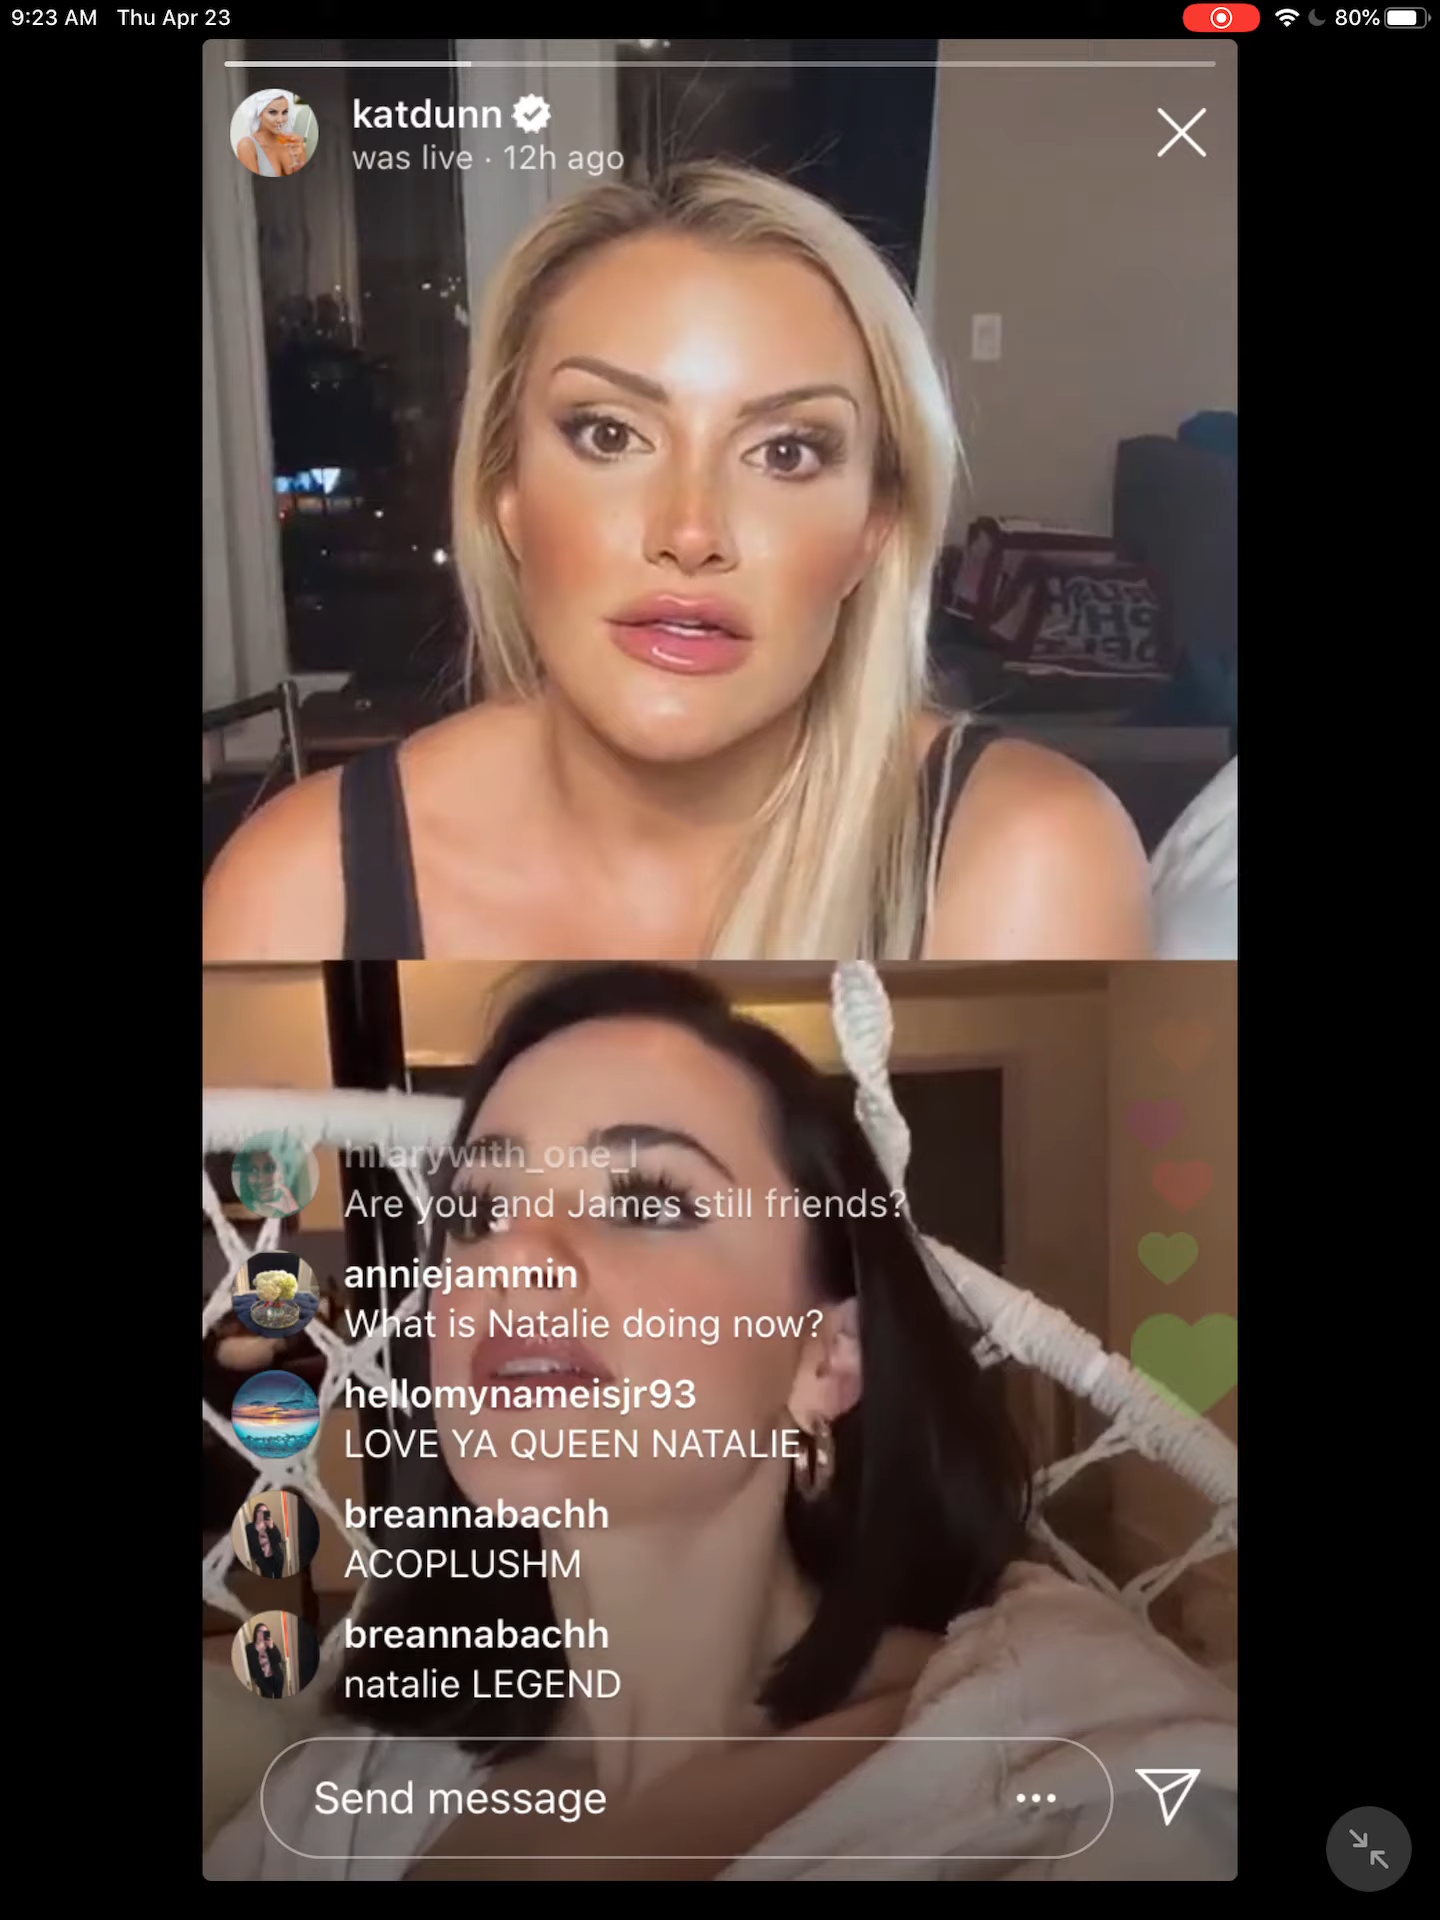 9:23 AM Thu Apr 23
80%
katdunn
was live · 12h ago
hilarywith_one_l
Are you and James still friends?
anniejammin
What is Natalie doing now?
hellomynameisjr93
LOVE YA QUEEN NATALIE
breannabachh
ACOPLUSHM
breannabachh
natalie LEGEND
Send message